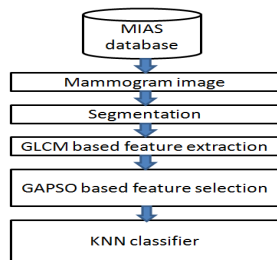 MIAS
database
Mammogram image
Segmentation
GLCM based feature extraction
GAPSO based feature selection
KNN classifier